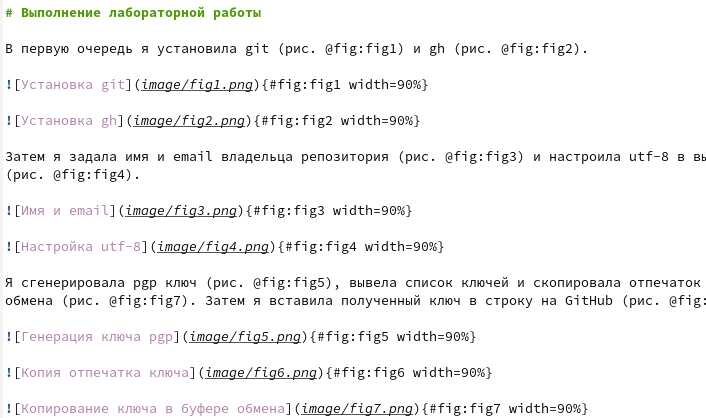 # Выполнение лабораторной работы
В первую очередь я установила git (рис. @fig:fig1) и gh (рис. @fig:fig2).
![Установка git](image/fig1.png){#fig:fig1 width=90%}
![Установка gh](image/fig2.png){#fig:fig2 width=90%}
Затем я задала имя и email владельца репозитория (рис. @fig:fig3) и настроила utf-8 в
(рис. @fig:fig4).
![Имя и email](image/fig3.png){#fig:fig3 width=90%}
![Настройка utf-8](image/fig4.png){#fig:fig4 width=90%}
Я сгенерировала pgp ключ (рис. @fig:fig5), вывела список ключей и скопировала отпечаток
обмена (рис. @fig:fig7). Затем я вставила полученный ключ в строку на GitHub (рис. @fig:
![Генерация ключа pgp](image/fig5.png){#fig:fig5 width=90%}
![Копия отпечатка ключа](image/fig6.png){#fig:fig6 width=90%}
![Копирование ключа в буфере обмена](image/fig7.png){#fig:fig7 width=90%}